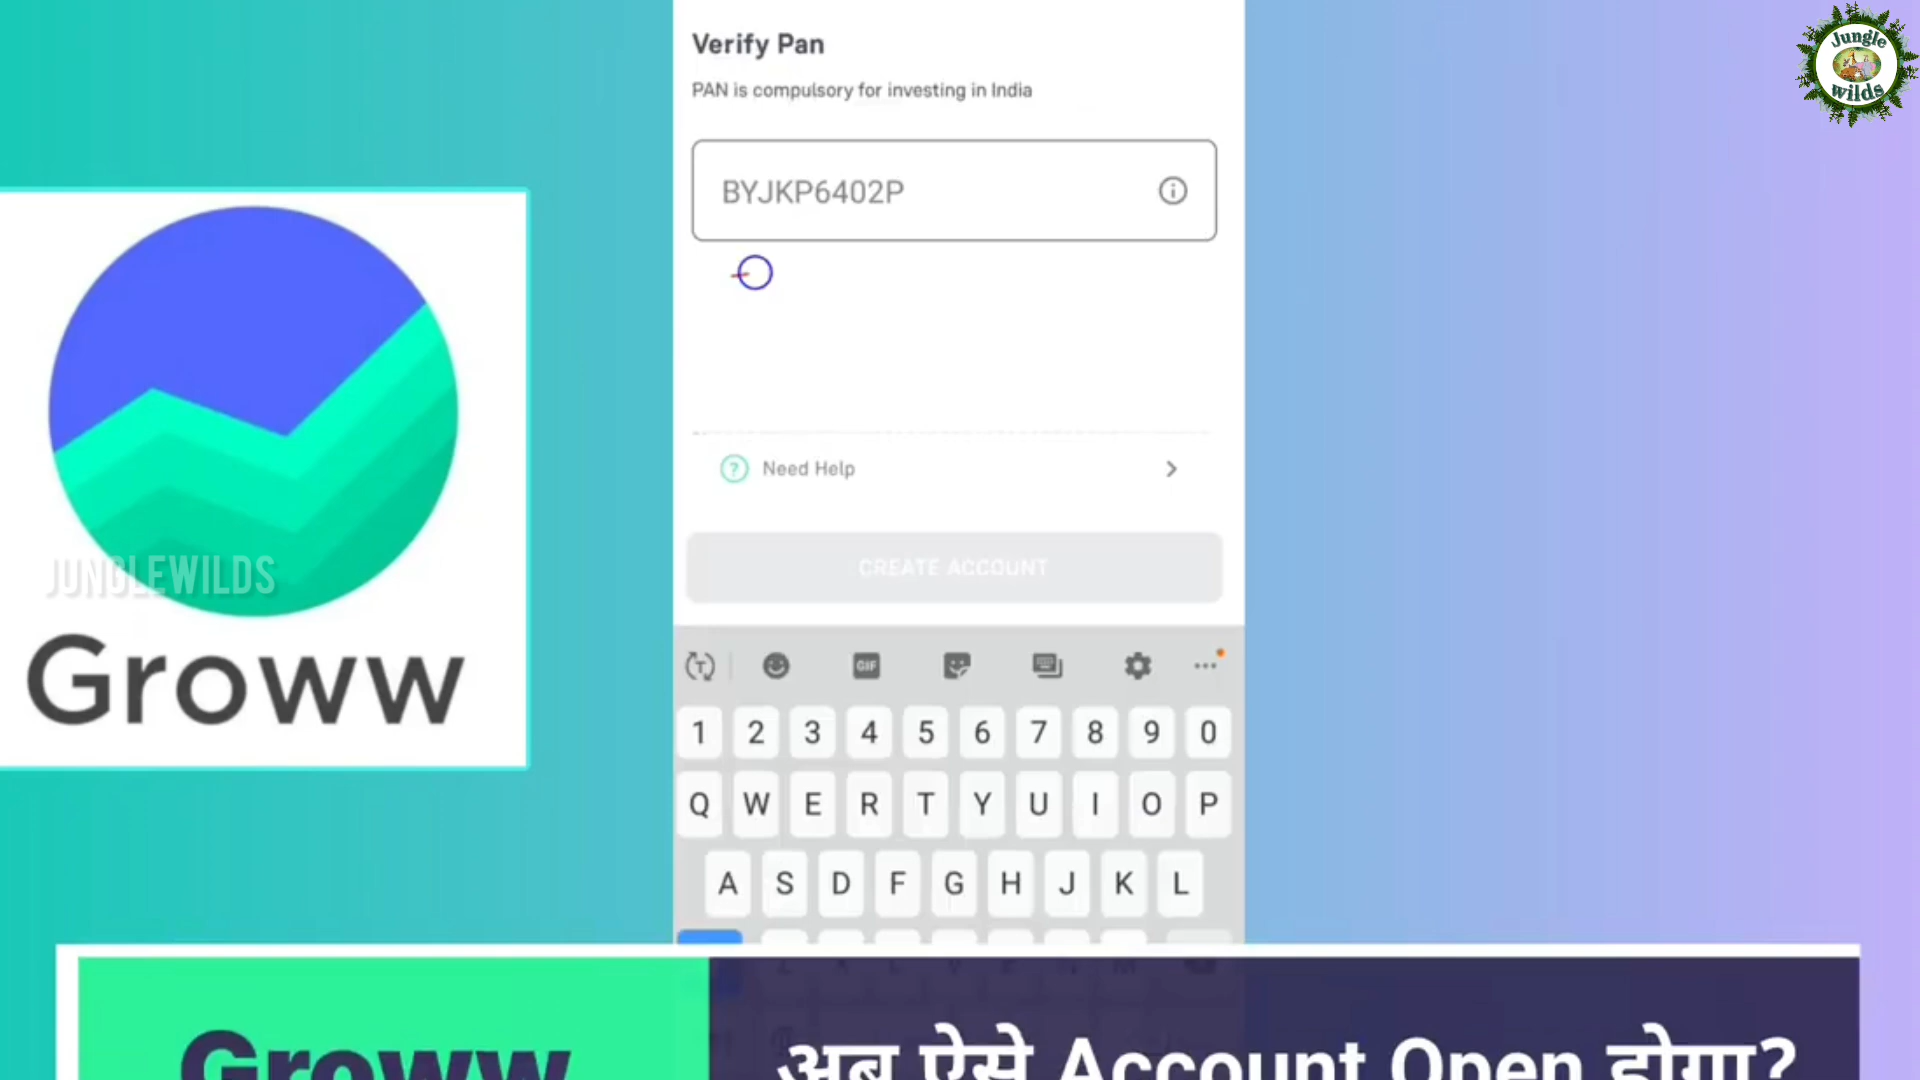 Verify Pan
PAN is compulsory for investing in India
BYJKP6402P
Need Help
CREATE ACCOUNT
GIF
1 2 3 4 5 6 7 8 9 0
Q W E R T Y U I O P
A S D F G H J K L
Jungle
wilds
JUNGLEWILDS
Groww
Groww
अब ऐसे Account Open होगा?